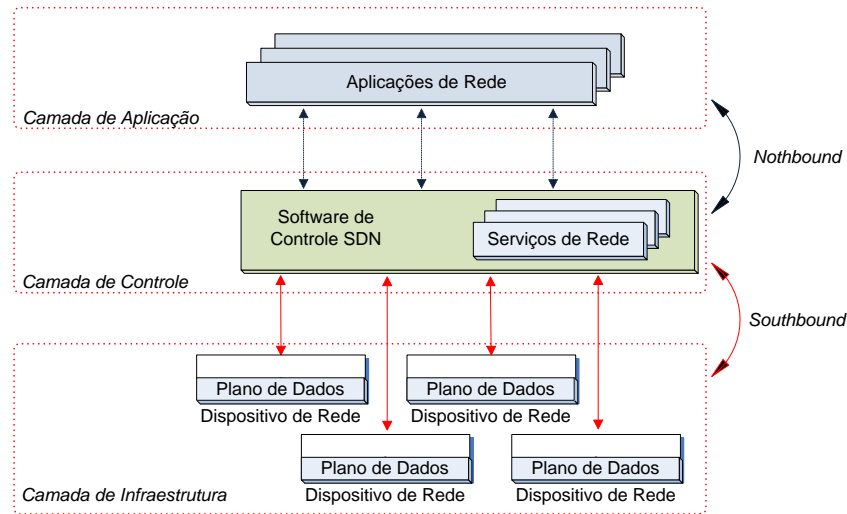 Aplicações de Rede
Camada de Aplicação
Nothbound
Software de
Controle SDN
Serviços de Rede
Camada de Controle
Southbound
Plano de Dados
Dispositivo de Rede
Plano de Dados
Dispositivo de Rede
Plano de Dados
Dispositivo de Rede
Plano de Dados
Dispositivo de Rede
Camada de Infraestrutura